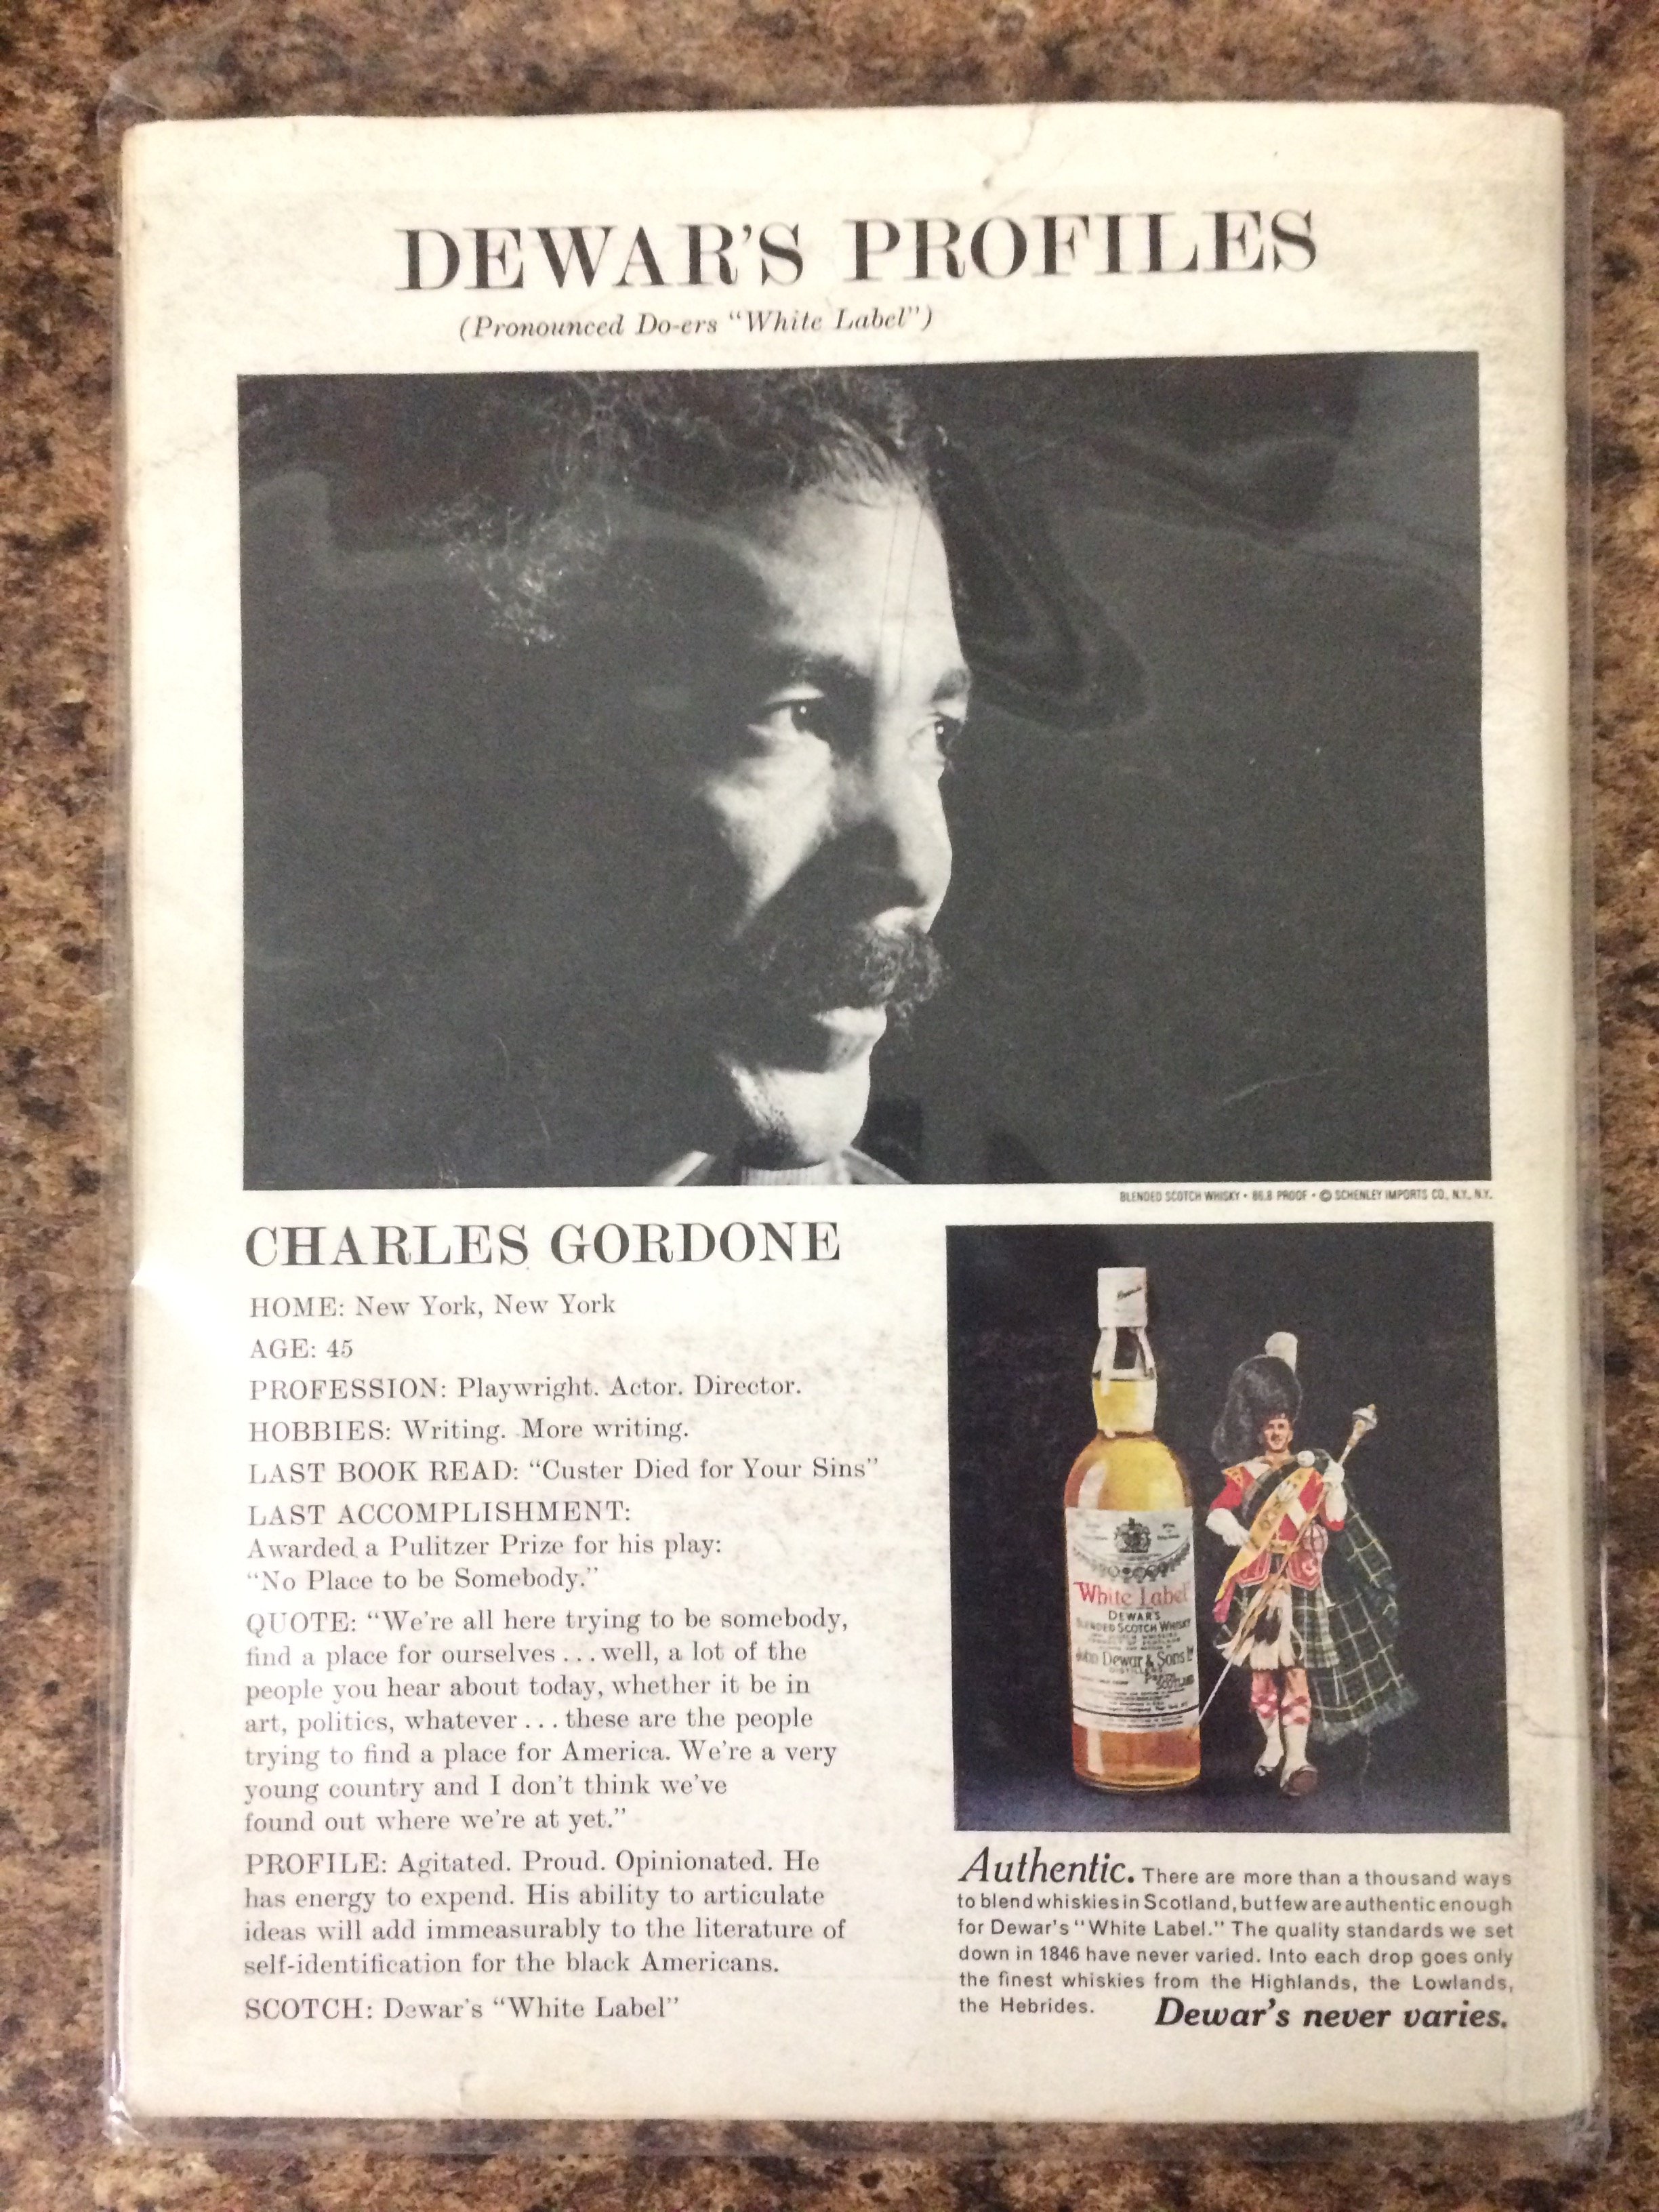 DEWAR'S PROFILES
(Pronounced Do-ers “White Label”)
BLENDED SCOTCH WHISKY • 86.8 PROOF • © SCHENLEY IMPORTS CO., N.Y., N.Y.
CHARLES GORDONE
HOME: New York, New York
AGE: 45
PROFESSION: Playwright. Actor. Director.
HOBBIES: Writing. More writing.
LAST BOOK READ: “Custer Died for Your Sins”
LAST ACCOMPLISHMENT:
Awarded a Pulitzer Prize for his play:
“No Place to be Somebody.”
QUOTE: “We're all here trying to be somebody,
find a place for ourselves . . . well, a lot of the
people you hear about today, whether it be in
art, politics, whatever . . . these are the people
trying to find a place for America. We're a very
young country and I don't think we've
found out where we're at yet.”
PROFILE: Agitated. Proud. Opinionated. He
has energy to expend. His ability to articulate
ideas will add immeasurably to the literature of
self-identification for the black Americans.
SCOTCH: Dewar's “White Label”
White Label
DEWAR'S
BLENDED SCOTCH WHISKY
John Dewar & Sons Ltd
DISTILLERS
PERTH
SCOTLAND
Authentic. There are more than a thousand ways
to blend whiskies in Scotland, but few are authentic enough
for Dewar's “White Label.” The quality standards we set
down in 1846 have never varied. Into each drop goes only
the finest whiskies from the Highlands, the Lowlands,
the Hebrides. Dewar's never varies.